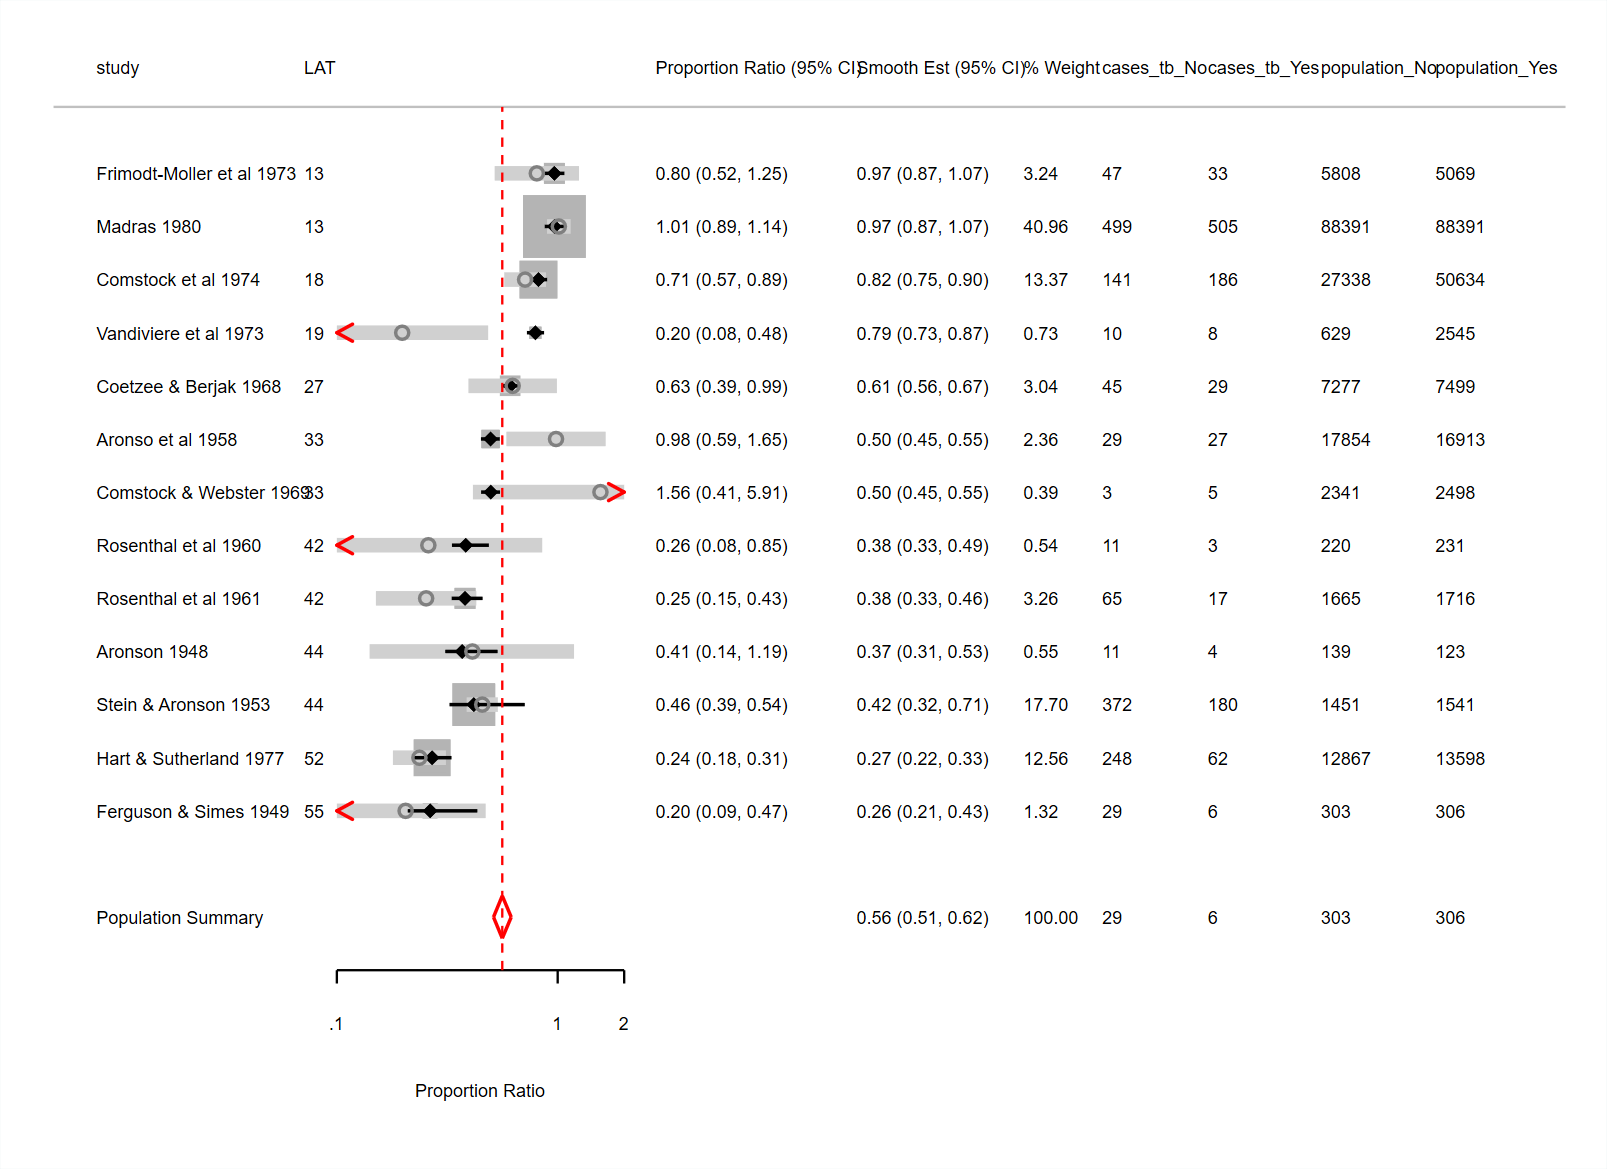 study LAT Proportion Ratio (95% CI) Smooth Est (95% CI) % Weight cases_tb_No cases_tb_Yes population_No population_Yes
Frimodt-Moller et al 1973 13 0.80 (0.52, 1.25) 0.97 (0.87, 1.07) 3.24 47 33 5808 5069
Madras 1980 13 1.01 (0.89, 1.14) 0.97 (0.87, 1.07) 40.96 499 505 88391 88391
Comstock et al 1974 18 0.71 (0.57, 0.89) 0.82 (0.75, 0.90) 13.37 141 186 27338 50634
Vandiviere et al 1973 19 0.20 (0.08, 0.48) 0.79 (0.73, 0.87) 0.73 10 8 629 2545
Coetzee & Berjak 1968 27 0.63 (0.39, 0.99) 0.61 (0.56, 0.67) 3.04 45 29 7277 7499
Aronso et al 1958 33 0.98 (0.59, 1.65) 0.50 (0.45, 0.55) 2.36 29 27 17854 16913
Comstock & Webster 1969 33 1.56 (0.41, 5.91) 0.50 (0.45, 0.55) 0.39 3 5 2341 2498
Rosenthal et al 1960 42 0.26 (0.08, 0.85) 0.38 (0.33, 0.49) 0.54 11 3 220 231
Rosenthal et al 1961 42 0.25 (0.15, 0.43) 0.38 (0.33, 0.46) 3.26 65 17 1665 1716
Aronson 1948 44 0.41 (0.14, 1.19) 0.37 (0.31, 0.53) 0.55 11 4 139 123
Stein & Aronson 1953 44 0.46 (0.39, 0.54) 0.42 (0.32, 0.71) 17.70 372 180 1451 1541
Hart & Sutherland 1977 52 0.24 (0.18, 0.31) 0.27 (0.22, 0.33) 12.56 248 62 12867 13598
Ferguson & Simes 1949 55 0.20 (0.09, 0.47) 0.26 (0.21, 0.43) 1.32 29 6 303 306
Population Summary 0.56 (0.51, 0.62) 100.00 29 6 303 306
.1 1 2
Proportion Ratio